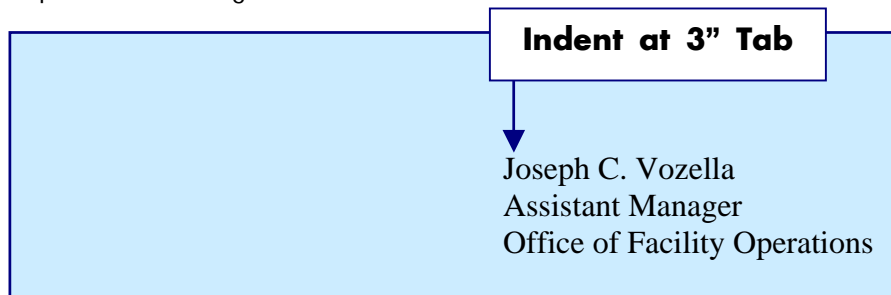 Indent at 3” Tab
Joseph C. Vozella
Assistant Manager
Office of Facility Operations